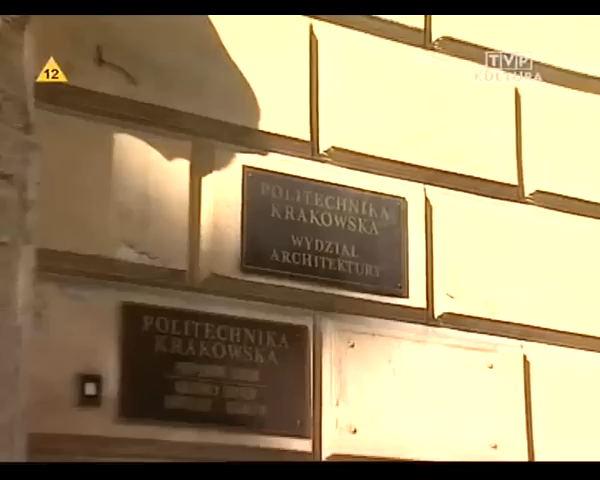 12
TVP
KULTURA
POLITECHNIKA
KRAKOWSKA
WYDZIAŁ
ARCHITEKTURY
POLITECHNIKA
KRAKOWSKA